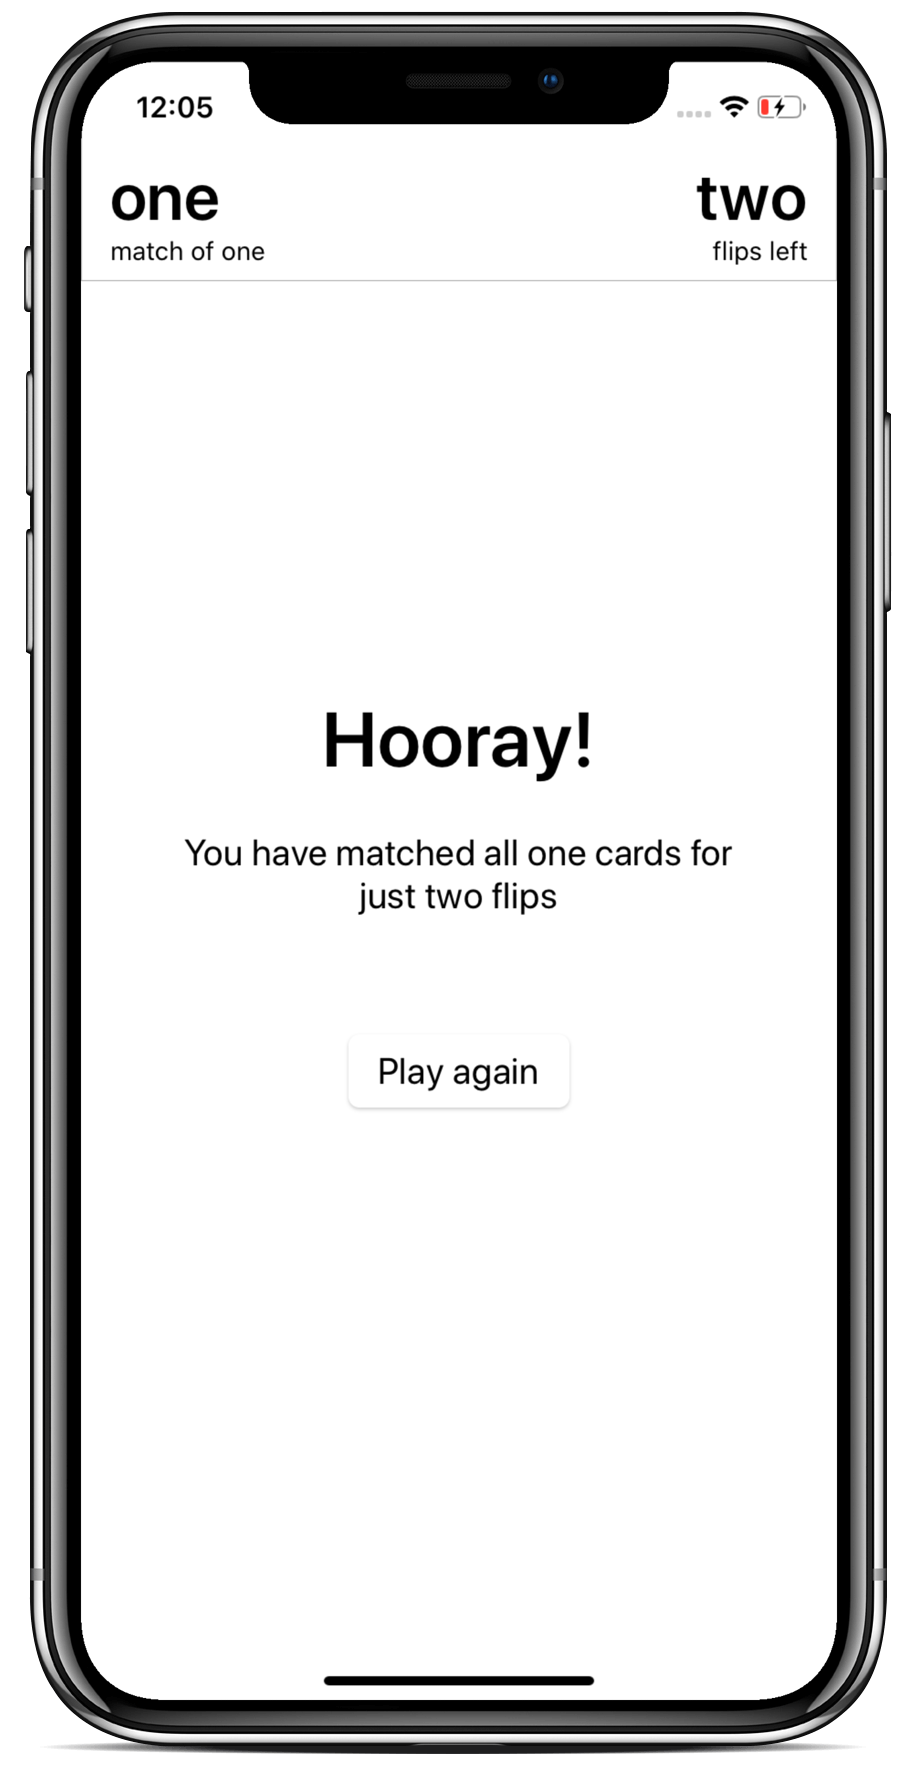 12:05
one
two
match of one
flips left
Hooray!
You have matched all one cards for
just two flips
Play again